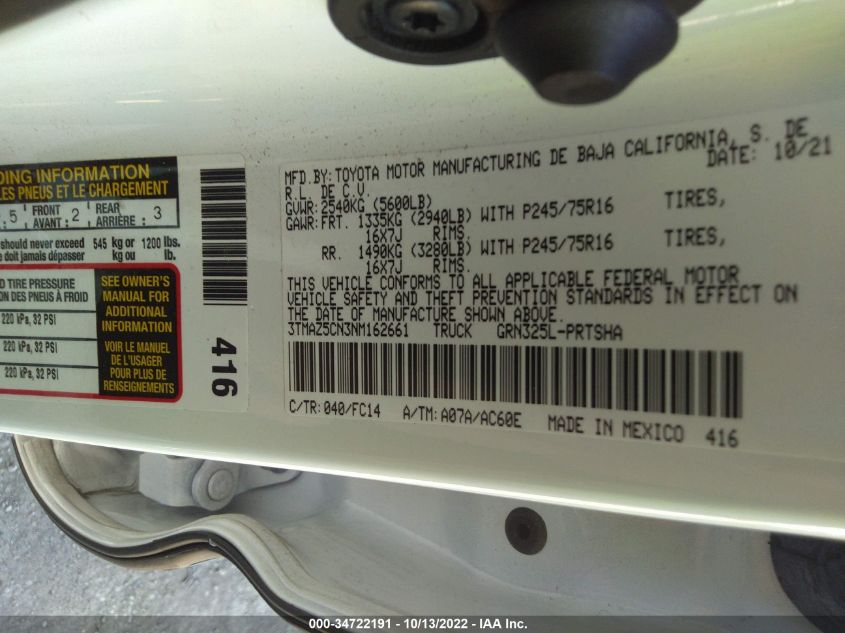 DING INFORMATION
LES PNEUS ET LE CHARGEMENT
5 FRONT AVANT : 2 REAR ARRIÈRE : 3
should never exceed 545 kg or 1200 lbs.
e doit jamais dépasser kg ou lb.
D TIRE PRESSURE
ON DES PNEUS À FROID
220 kPa, 32 PSI
220 kPa, 32 PSI
220 kPa, 32 PSI
SEE OWNER'S
MANUAL FOR
ADDITIONAL
INFORMATION
VOIR LE MANUEL
DE L'USAGER
POUR PLUS DE
RENSEIGNEMENTS
416
MFD.BY: TOYOTA MOTOR MANUFACTURING DE BAJA CALIFORNIA, S. DE
R.L. DE C.V. DATE: 10/21
GVWR: 2540KG (5600LB)
GAWR: FRT. 1335KG (2940LB) WITH P245/75R16 TIRES,
16X7J RIMS.
RR. 1490KG (3280LB) WITH P245/75R16 TIRES,
16X7J RIMS.
THIS VEHICLE CONFORMS TO ALL APPLICABLE FEDERAL MOTOR
VEHICLE SAFETY AND THEFT PREVENTION STANDARDS IN EFFECT ON
THE DATE OF MANUFACTURE SHOWN ABOVE.
3TMAZ5CN3NM162661 TRUCK GRN325L-PRTSHA
C/TR: 040/FC14 A/TM: A07A/AC60E MADE IN MEXICO 416
000-34722191 - 10/13/2022 - IAA Inc.